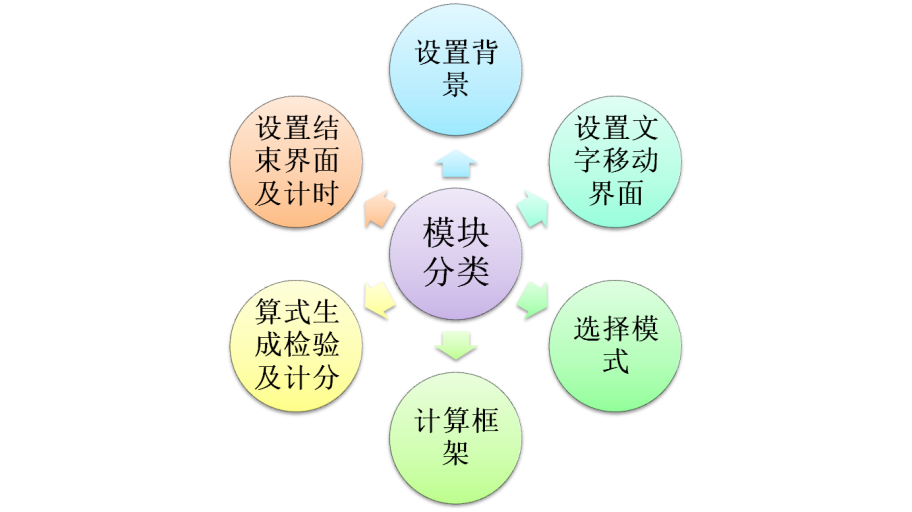 设置背
景
设置文
字移动
界面
选择模
式
计算框
架
算式生
成检验
及计分
设置结
束界面
及计时
模块
分类